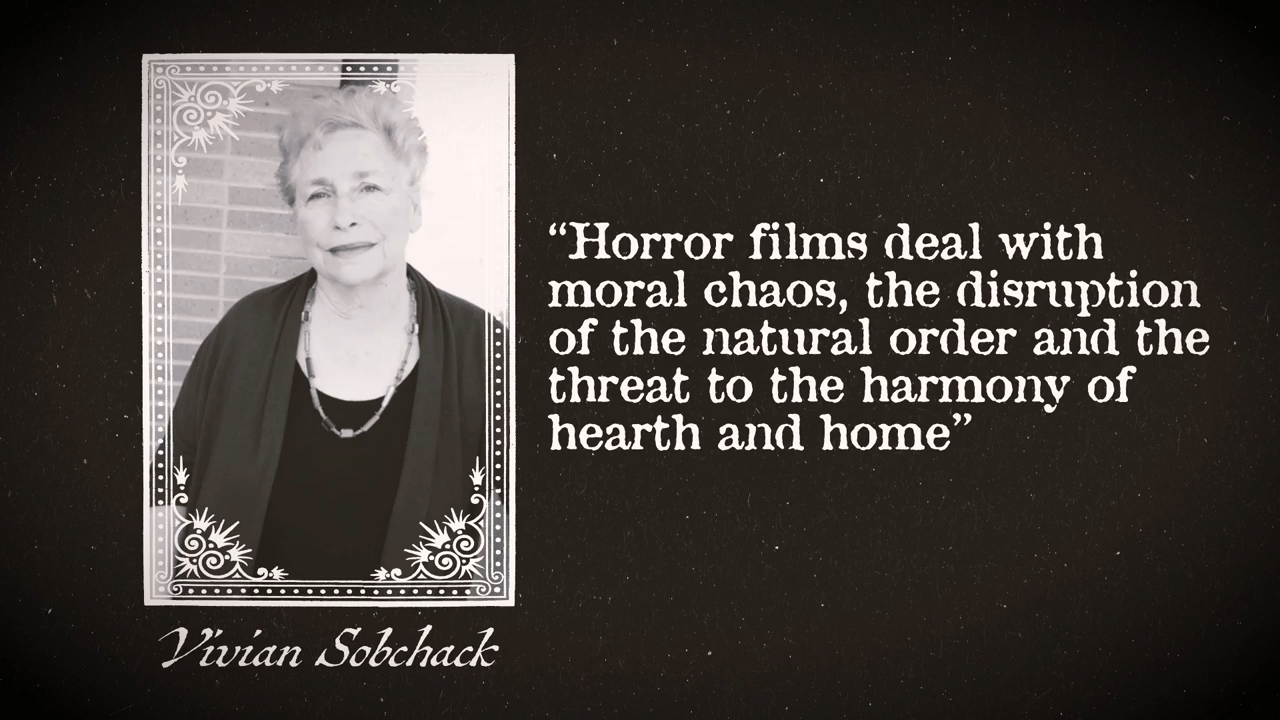 “Horror films deal with
moral chaos, the disruption
of the natural order and the
threat to the harmony of
hearth and home”
Vivian Sobchack